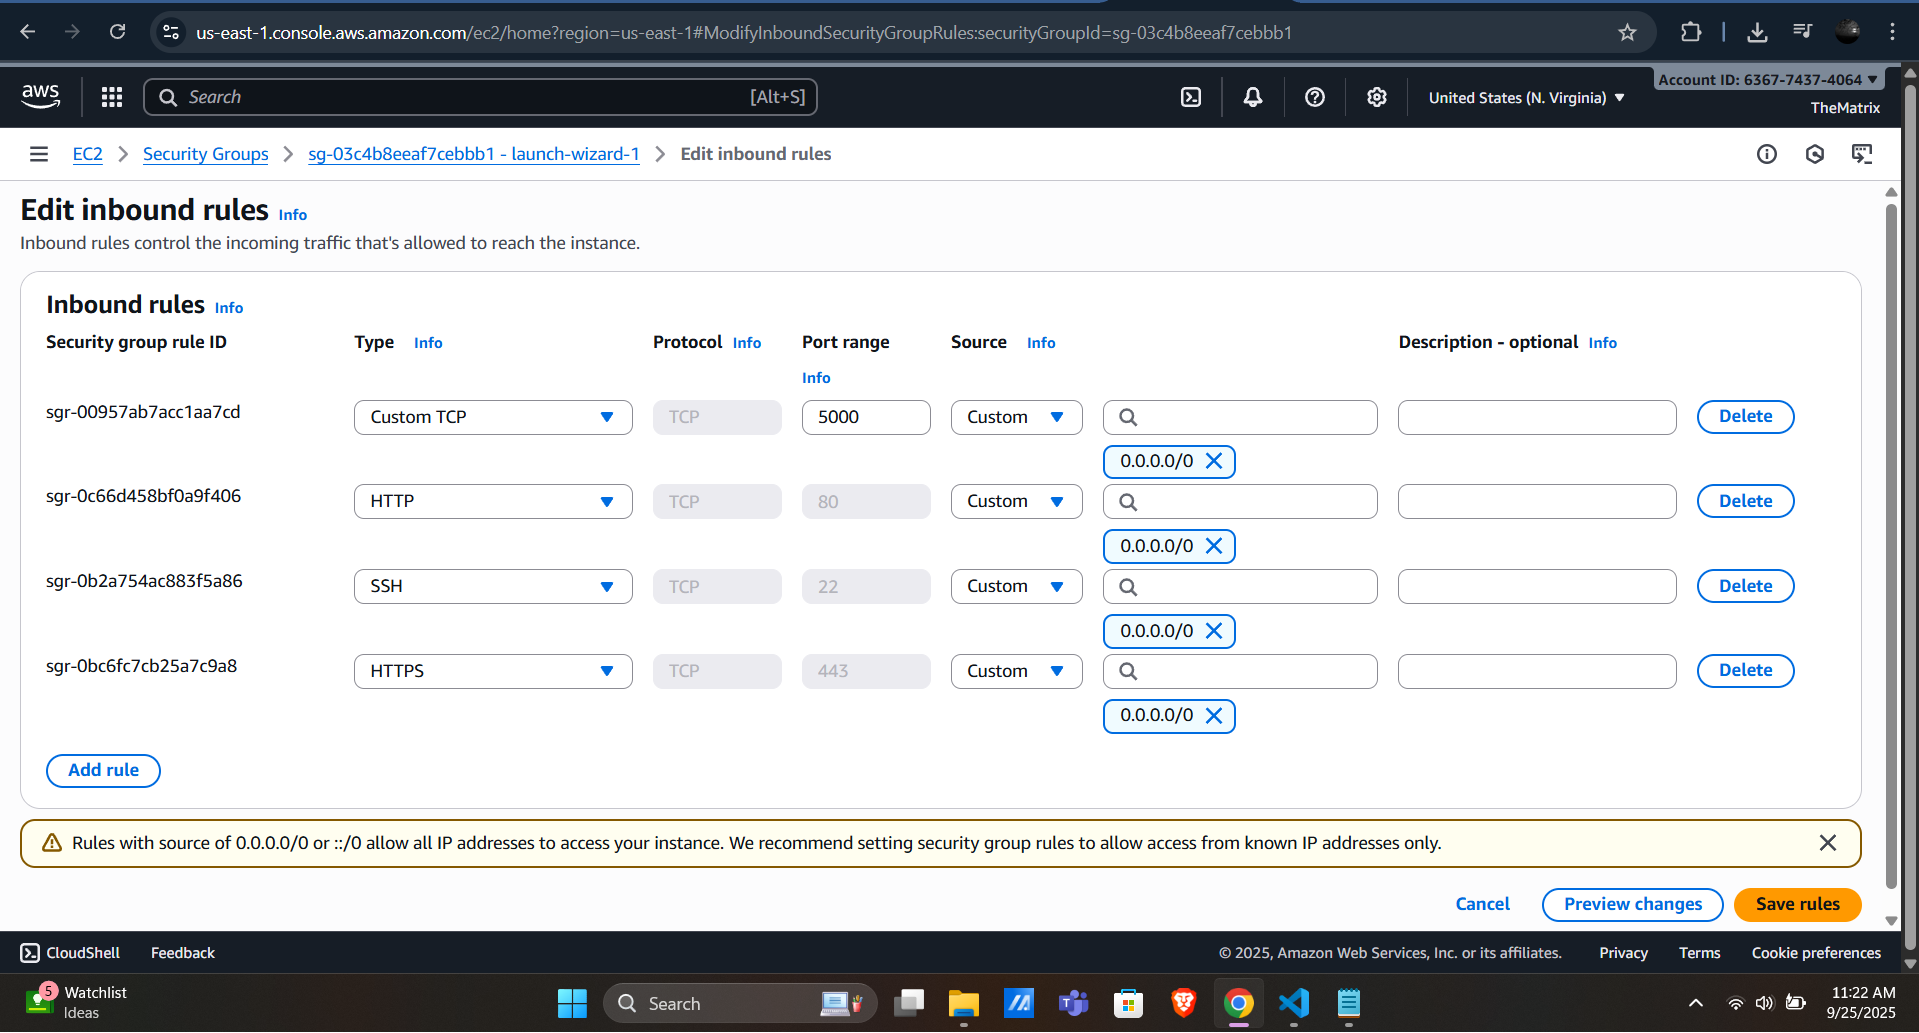 us-east-1.console.aws.amazon.com/ec2/home?region=us-east-1#ModifyInboundSecurityGroupRules:securityGroupId=sg-03c4b8eeaf7cebbb1
aws
Search [Alt+S]
United States (N. Virginia)
Account ID: 6367-7437-4064
TheMatrix
EC2 Security Groups sg-03c4b8eeaf7cebbb1 - launch-wizard-1 Edit inbound rules
Edit inbound rules Info
Inbound rules control the incoming traffic that's allowed to reach the instance.
Inbound rules Info
Security group rule ID Type Info Protocol Info Port range Source Info Description - optional Info
Info
sgr-00957ab7acc1aa7cd Custom TCP TCP 5000 Custom Delete
0.0.0.0/0
sgr-0c66d458bf0a9f406 HTTP TCP 80 Custom Delete
0.0.0.0/0
sgr-0b2a754ac883f5a86 SSH TCP 22 Custom Delete
0.0.0.0/0
sgr-0bc6fc7cb25a7c9a8 HTTPS TCP 443 Custom Delete
0.0.0.0/0
Add rule
Rules with source of 0.0.0.0/0 or ::/0 allow all IP addresses to access your instance. We recommend setting security group rules to allow access from known IP addresses only.
Cancel Preview changes Save rules
CloudShell Feedback © 2025, Amazon Web Services, Inc. or its affiliates. Privacy Terms Cookie preferences
5 Watchlist
Ideas
Search
11:22 AM
9/25/2025